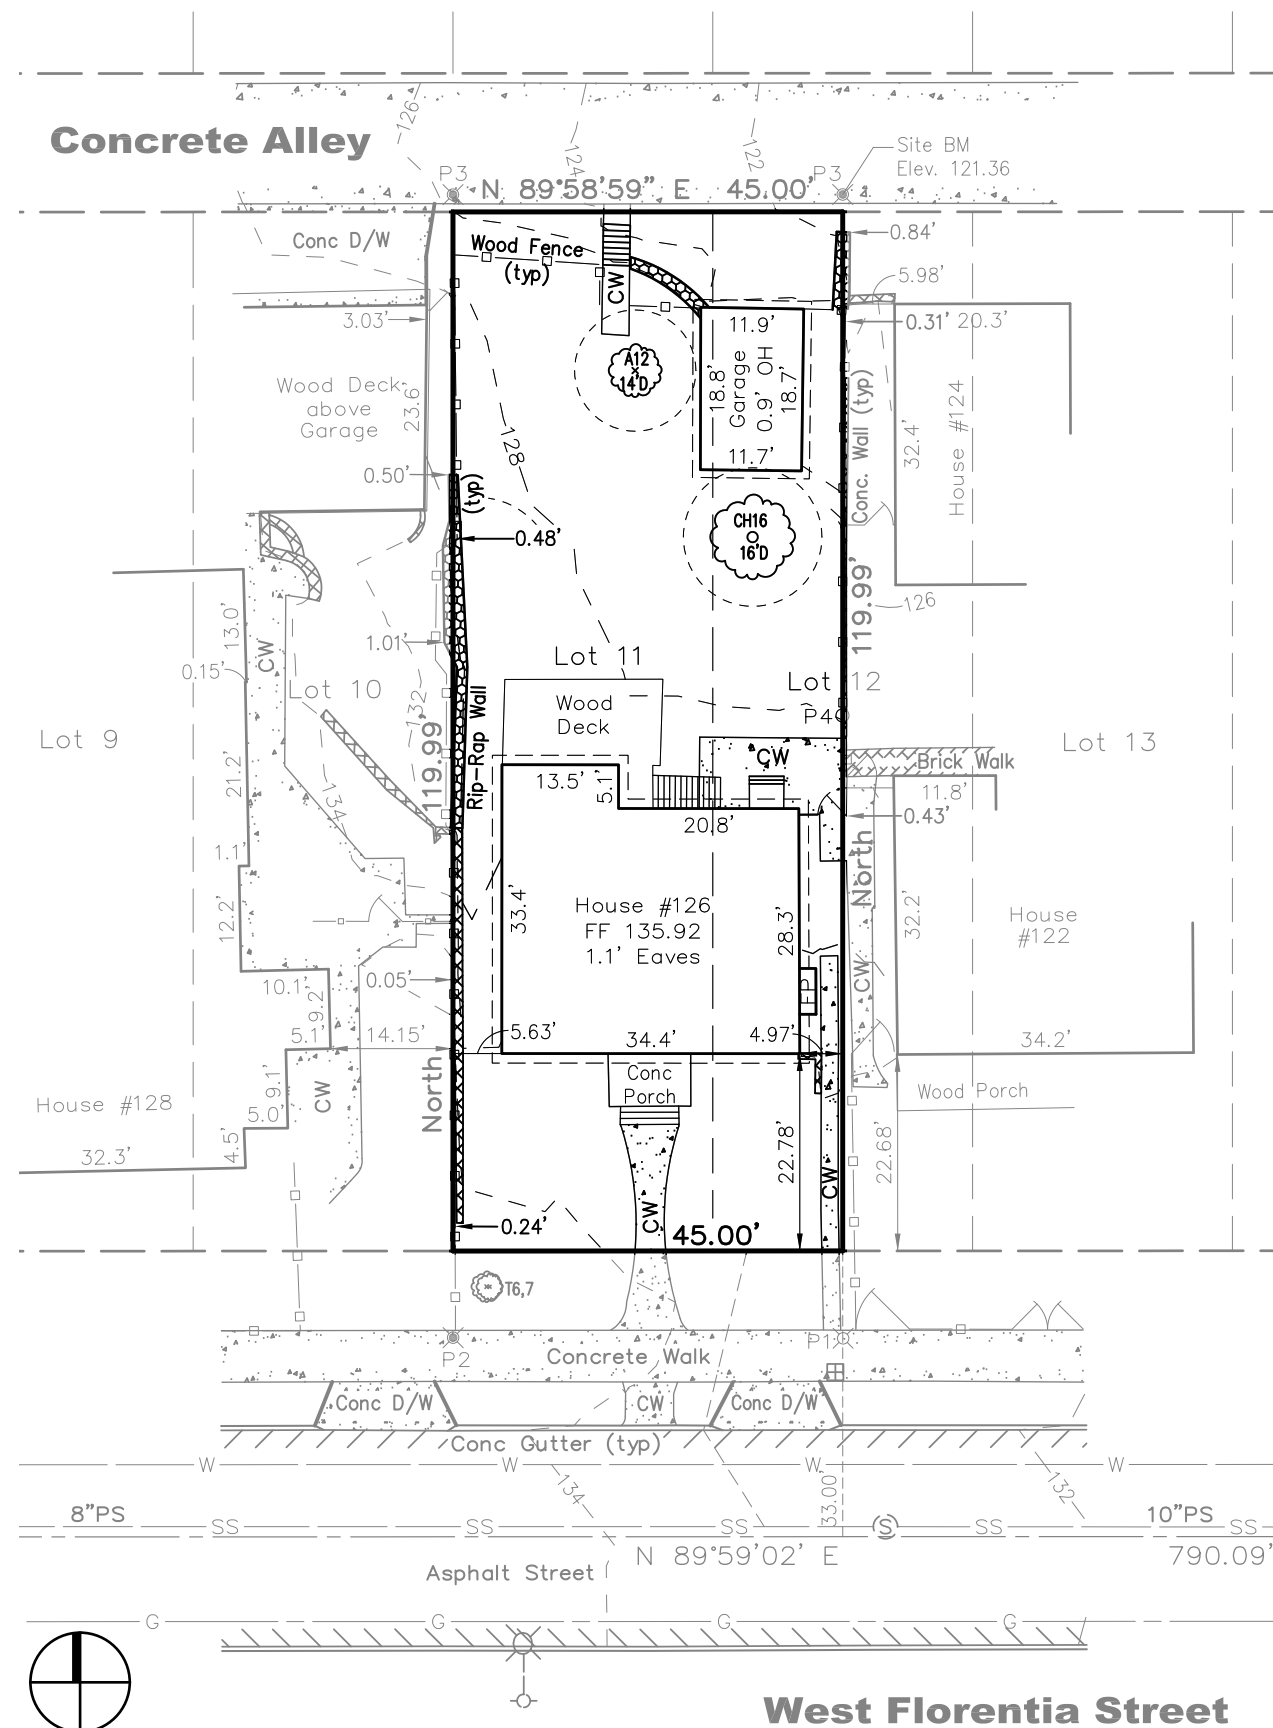 126
124
122
Concrete Alley
Site BM
Elev. 121.36
P3
P3
N 89°58'59" E 45.00'
Conc D/W
Wood Fence
(typ)
CW
0.84'
5.98'
3.03'
11.9'
0.31'
20.3'
A12
14'D
18.8'
Garage
0.9' OH
18.7'
Wood Deck
above
Garage
23.6'
Conc. Wall (typ)
32.4'
House #124
128
11.7'
0.50'
(typ)
0.48'
CH16
16'D
119.99'
126
13.0'
CW
1.01'
0.15'
Lot 10
132
Lot 11
Lot 12
P4
Lot 9
Lot 13
Wood
Deck
Rip-Rap Wall
119.99'
CW
Brick Walk
21.2'
134
13.5'
5.1'
11.8'
20.8'
0.43'
1.1'
North
12.2'
33.4'
House #126
FF 135.92
1.1' Eaves
28.3'
32.2'
House
#122
10.1'
9.2'
0.05'
FP
CW
5.1'
14.15'
5.63'
34.4'
4.97'
34.2'
Conc
Porch
North
9.1'
CW
House #128
5.0'
Wood Porch
4.5'
32.3'
22.78'
22.68'
CW
CW
0.24'
45.00'
T6,7
P2
Concrete Walk
P1
Conc D/W
CW
Conc D/W
Conc Gutter (typ)
W
W
W
W
134
33.00'
132
8"PS
10"PS
SS
SS
SS
S
SS
SS
N 89°59'02' E
790.09'
Asphalt Street
G
G
G
G
West Florentia Street